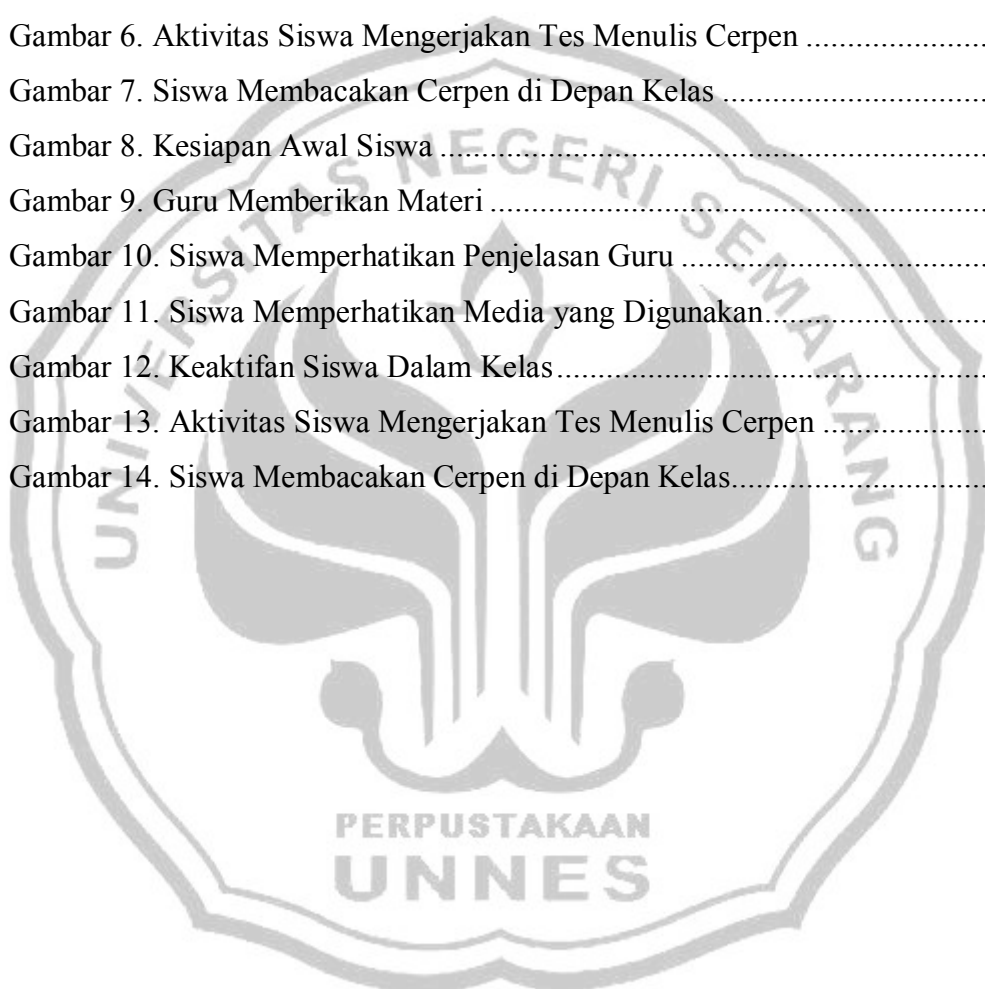 Gambar 6. Aktivitas Siswa Mengerjakan Tes Menulis Cerpen ......................
Gambar 7. Siswa Membacakan Cerpen di Depan Kelas ................................
Gambar 8. Kesiapan Awal Siswa ..................................................................
Gambar 9. Guru Memberikan Materi ............................................................
Gambar 10. Siswa Memperhatikan Penjelasan Guru .....................................
Gambar 11. Siswa Memperhatikan Media yang Digunakan...........................
Gambar 12. Keaktifan Siswa Dalam Kelas ....................................................
Gambar 13. Aktivitas Siswa Mengerjakan Tes Menulis Cerpen ....................
Gambar 14. Siswa Membacakan Cerpen di Depan Kelas...............................
UNIVERSITAS NEGERI SEMARANG
PERPUSTAKAAN
UNNES